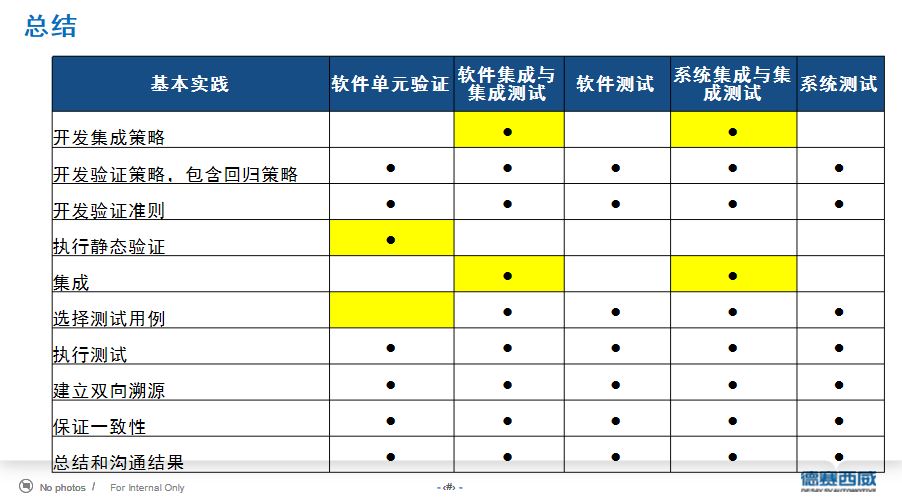 总结
基本实践 软件单元验证 软件集成与集成测试 软件测试 系统集成与集成测试 系统测试
开发集成策略 ● ●
开发验证策略，包含回归策略 ● ● ● ● ●
开发验证准则 ● ● ● ● ●
执行静态验证 ●
集成 ● ●
选择测试用例 ● ● ● ●
执行测试 ● ● ● ● ●
建立双向溯源 ● ● ● ● ●
保证一致性 ● ● ● ● ●
总结和沟通结果 ● ● ● ● ●
No photos / For Internal Only
-‹#›-
德赛西威
DESAY SV AUTOMOTIVE